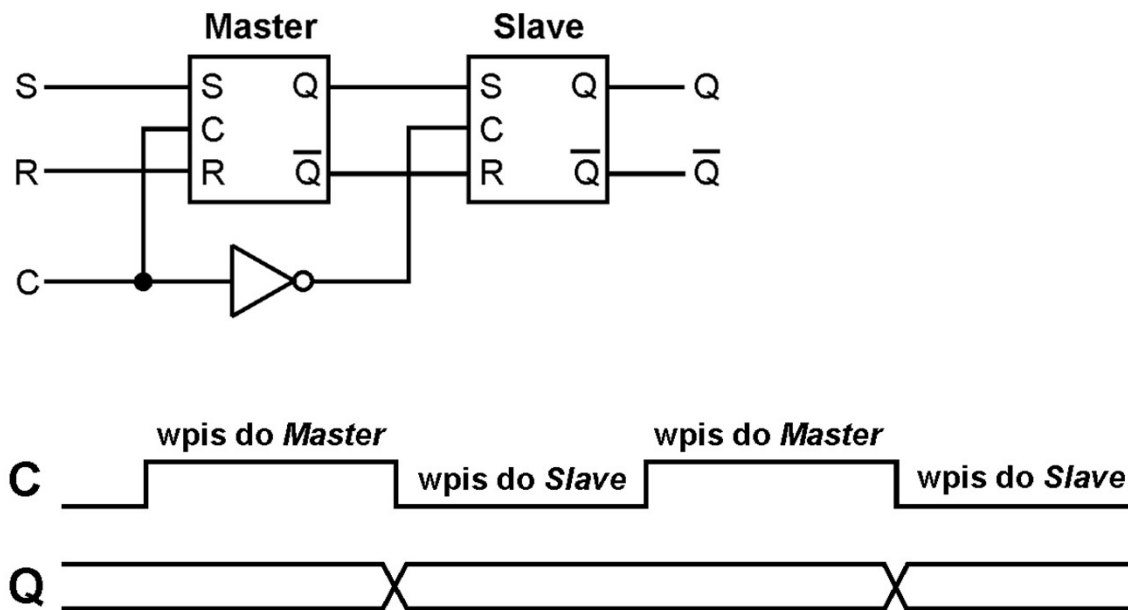 Master Slave
S S Q S Q Q
C C
R R Q̅ R Q̅ Q̅
C
wpis do Master wpis do Master
C wpis do Slave wpis do Slave
Q